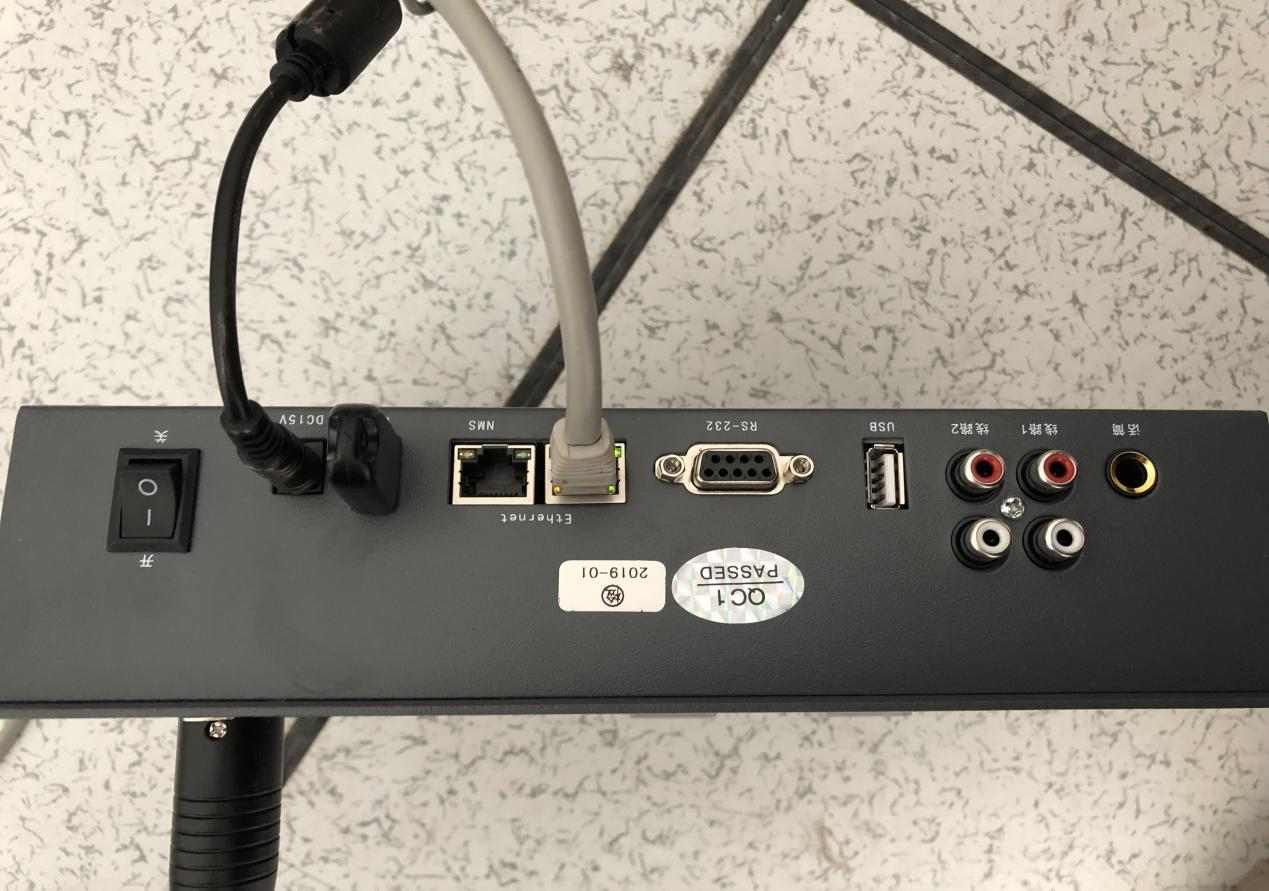 话筒
线路1
线路2
USB
RS-232
NMS
DC15V
关
开
Ethernet
QC1
PASSED
检
2019-01